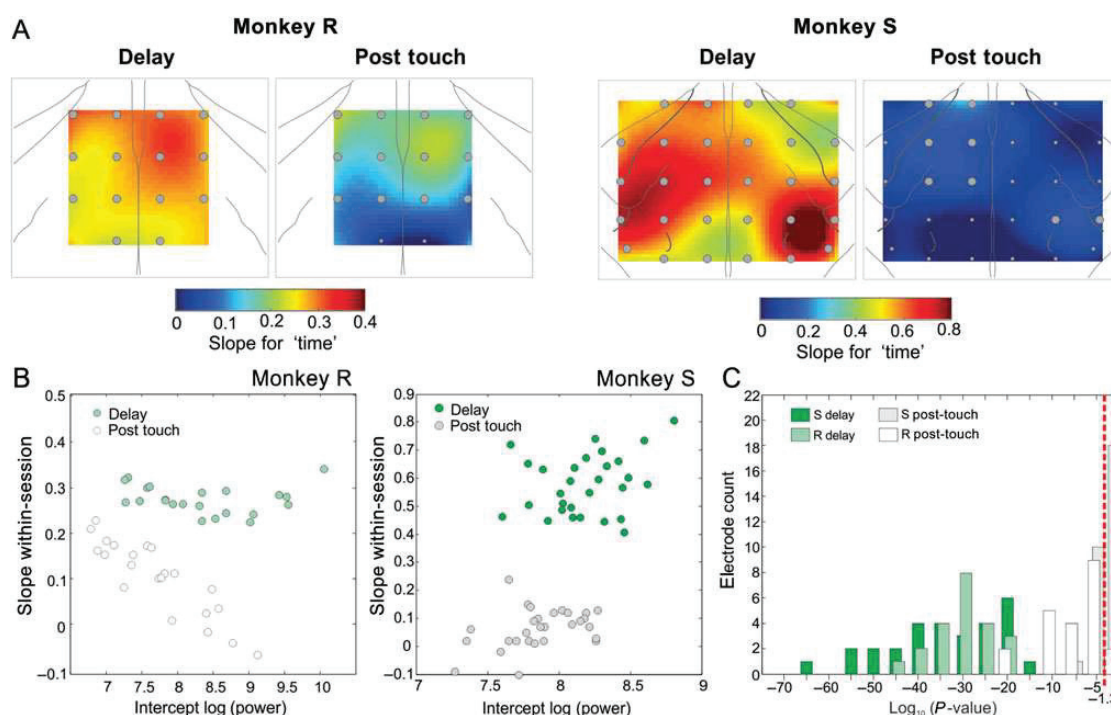 A
Monkey R
Delay
Post touch
Monkey S
Delay
Post touch
0 0.1 0.2 0.3 0.4
Slope for ‘time’
0 0.2 0.4 0.6 0.8
Slope for ‘time’
B
Monkey R
Delay
Post touch
Slope within-session
0.5
0.4
0.3
0.2
0.1
0
–0.1
7 7.5 8 8.5 9 9.5 10
Intercept log (power)
Monkey S
Delay
Post touch
Slope within-session
0.9
0.8
0.7
0.6
0.5
0.4
0.3
0.2
0.1
0
–0.1
7 7.5 8 8.5 9
Intercept log (power)
C
S delay
R delay
S post-touch
R post-touch
Electrode count
22
20
18
16
14
12
10
8
6
4
2
0
–70 –60 –50 –40 –30 –20 –10 –5
Log₁₀ (P-value)